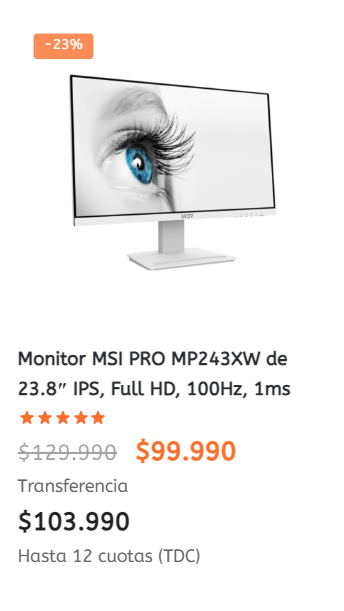 -23%
msi
Monitor MSI PRO MP243XW de
23.8″ IPS, Full HD, 100Hz, 1ms
$129.990 $99.990
Transferencia
$103.990
Hasta 12 cuotas (TDC)